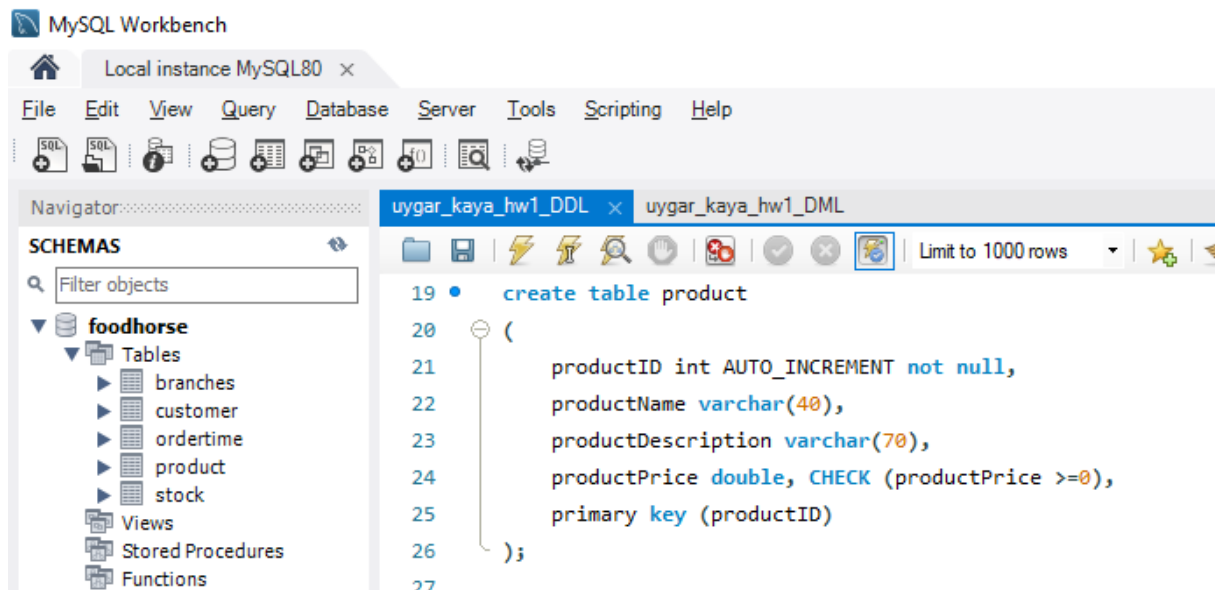 MySQL Workbench
Local instance MySQL80 ×
File Edit View Query Database Server Tools Scripting Help
Navigator
SCHEMAS
Filter objects
foodhorse
Tables
branches
customer
ordertime
product
stock
Views
Stored Procedures
Functions
uygar_kaya_hw1_DDL × uygar_kaya_hw1_DML
Limit to 1000 rows
19 create table product
20 (
21 productID int AUTO_INCREMENT not null,
22 productName varchar(40),
23 productDescription varchar(70),
24 productPrice double, CHECK (productPrice >=0),
25 primary key (productID)
26 );
27